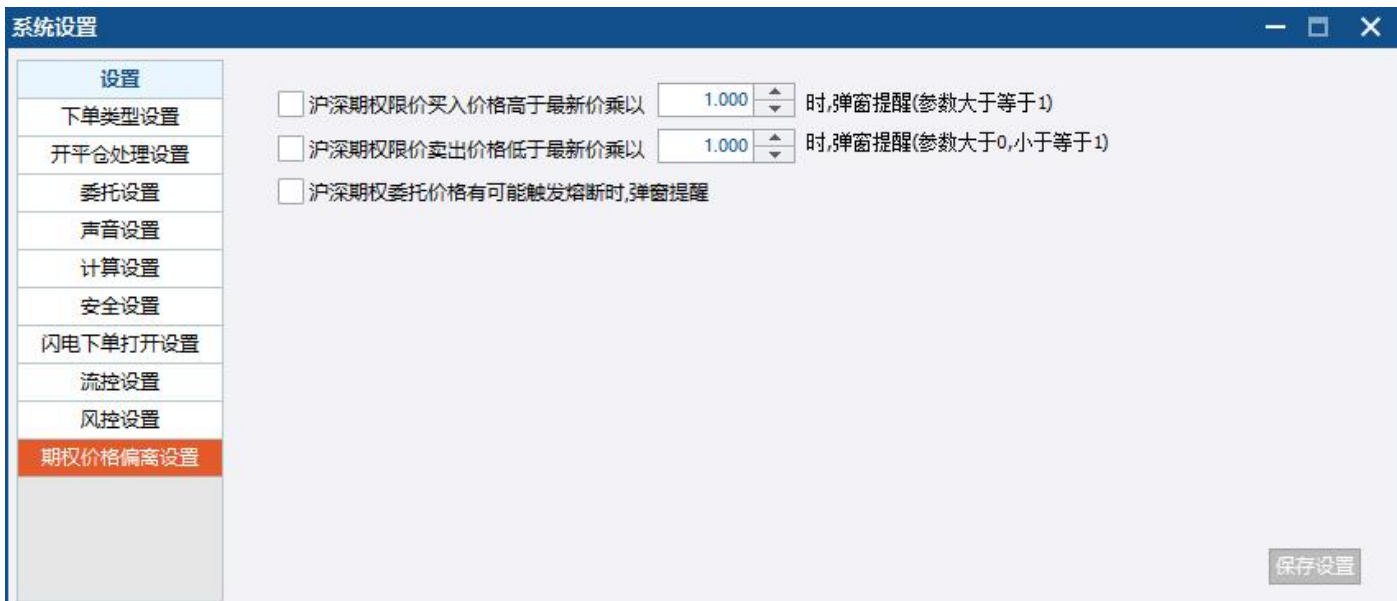 系统设置
设置
下单类型设置
开平仓处理设置
委托设置
声音设置
计算设置
安全设置
闪电下单打开设置
流控设置
风控设置
期权价格偏离设置
沪深期权限价买入价格高于最新价乘以 1.000 时,弹窗提醒(参数大于等于1)
沪深期权限价卖出价格低于最新价乘以 1.000 时,弹窗提醒(参数大于0,小于等于1)
沪深期权委托价格有可能触发熔断时,弹窗提醒
保存设置